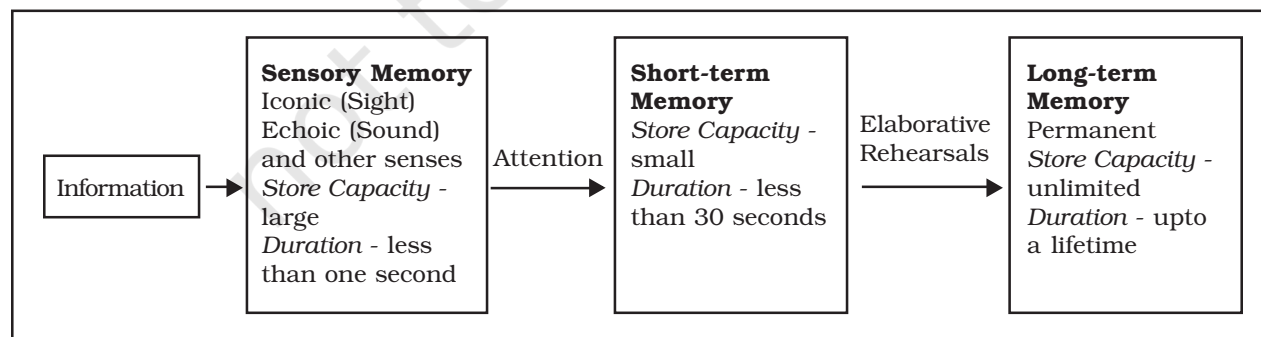 Information
Sensory Memory
Iconic (Sight)
Echoic (Sound)
and other senses
Store Capacity -
large
Duration - less
than one second
Attention
Short-term
Memory
Store Capacity -
small
Duration - less
than 30 seconds
Elaborative
Rehearsals
Long-term
Memory
Permanent
Store Capacity -
unlimited
Duration - upto
a lifetime
not